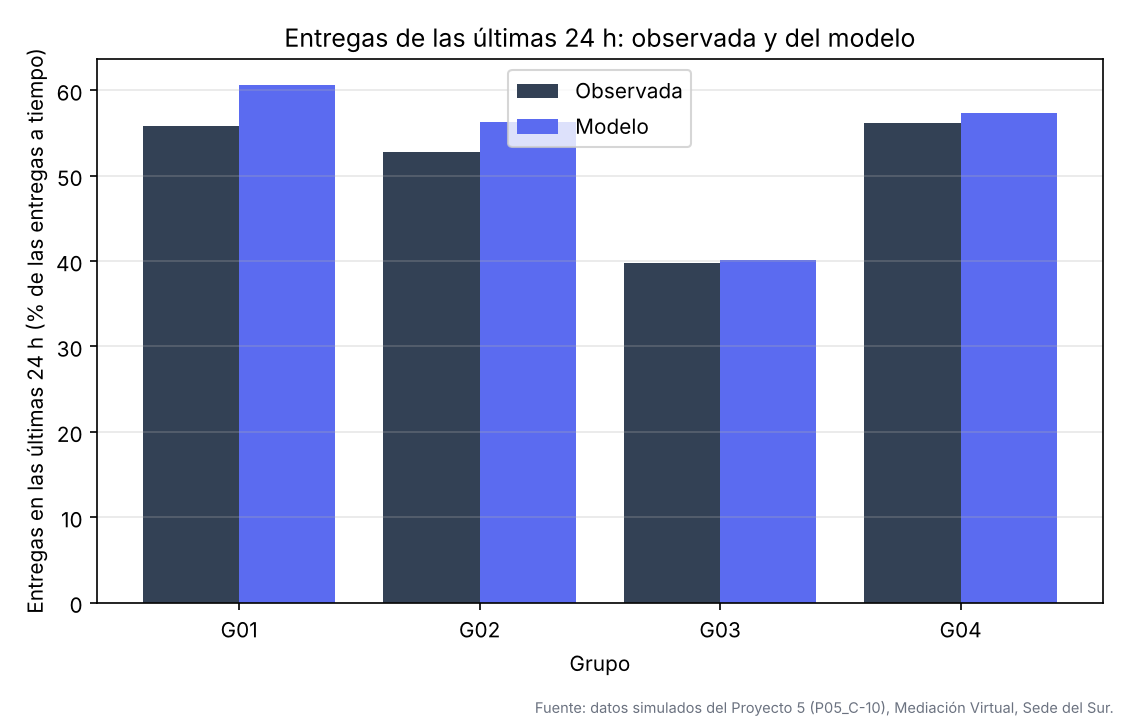 Entregas de las últimas 24 h: observada y del modelo
Observada
Modelo
Entregas en las últimas 24 h (% de las entregas a tiempo)
60
50
40
30
20
10
0
G01 G02 G03 G04
Grupo
Fuente: datos simulados del Proyecto 5 (P05_C-10), Mediación Virtual, Sede del Sur.